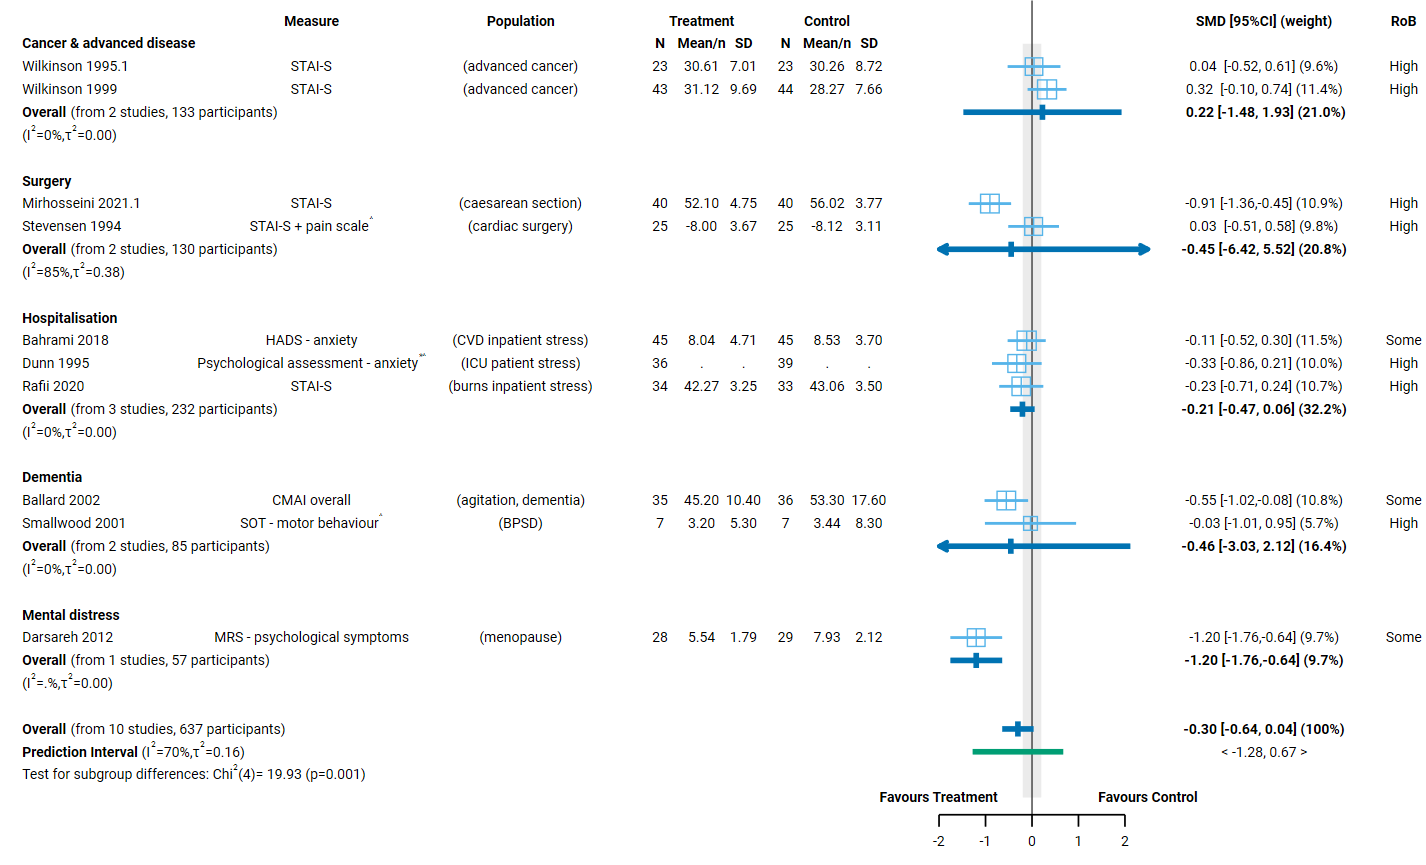 Measure Population Treatment Control SMD [95%CI] (weight) RoB
Cancer & advanced disease N Mean/n SD N Mean/n SD
Wilkinson 1995.1 STAI-S (advanced cancer) 23 30.61 7.01 23 30.26 8.72 0.04 [-0.52, 0.61] (9.6%) High
Wilkinson 1999 STAI-S (advanced cancer) 43 31.12 9.69 44 28.27 7.66 0.32 [-0.10, 0.74] (11.4%) High
Overall (from 2 studies, 133 participants) 0.22 [-1.48, 1.93] (21.0%)
(I²=0%,τ²=0.00)
Surgery
Mirhosseini 2021.1 STAI-S (caesarean section) 40 52.10 4.75 40 56.02 3.77 -0.91 [-1.36,-0.45] (10.9%) High
Stevensen 1994 STAI-S + pain scale^ (cardiac surgery) 25 -8.00 3.67 25 -8.12 3.11 0.03 [-0.51, 0.58] (9.8%) High
Overall (from 2 studies, 130 participants) -0.45 [-6.42, 5.52] (20.8%)
(I²=85%,τ²=0.38)
Hospitalisation
Bahrami 2018 HADS - anxiety (CVD inpatient stress) 45 8.04 4.71 45 8.53 3.70 -0.11 [-0.52, 0.30] (11.5%) Some
Dunn 1995 Psychological assessment - anxiety (ICU patient stress) 36 . . 39 . . -0.33 [-0.86, 0.21] (10.0%) High
Rafii 2020 STAI-S (burns inpatient stress) 34 42.27 3.25 33 43.06 3.50 -0.23 [-0.71, 0.24] (10.7%) High
Overall (from 3 studies, 232 participants) -0.21 [-0.47, 0.06] (32.2%)
(I²=0%,τ²=0.00)
Dementia
Ballard 2002 CMAI overall (agitation, dementia) 35 45.20 10.40 36 53.30 17.60 -0.55 [-1.02,-0.08] (10.8%) Some
Smallwood 2001 SOT - motor behaviour^ (BPSD) 7 3.20 5.30 7 3.44 8.30 -0.03 [-1.01, 0.95] (5.7%) High
Overall (from 2 studies, 85 participants) -0.46 [-3.03, 2.12] (16.4%)
(I²=0%,τ²=0.00)
Mental distress
Darsareh 2012 MRS - psychological symptoms (menopause) 28 5.54 1.79 29 7.93 2.12 -1.20 [-1.76,-0.64] (9.7%) Some
Overall (from 1 studies, 57 participants) -1.20 [-1.76,-0.64] (9.7%)
(I²=.%,τ²=0.00)
Overall (from 10 studies, 637 participants) -0.30 [-0.64, 0.04] (100%)
Prediction Interval (I²=70%,τ²=0.16) < -1.28, 0.67 >
Test for subgroup differences: Chi²(4)= 19.93 (p=0.001)
Favours Treatment Favours Control
-2 -1 0 1 2